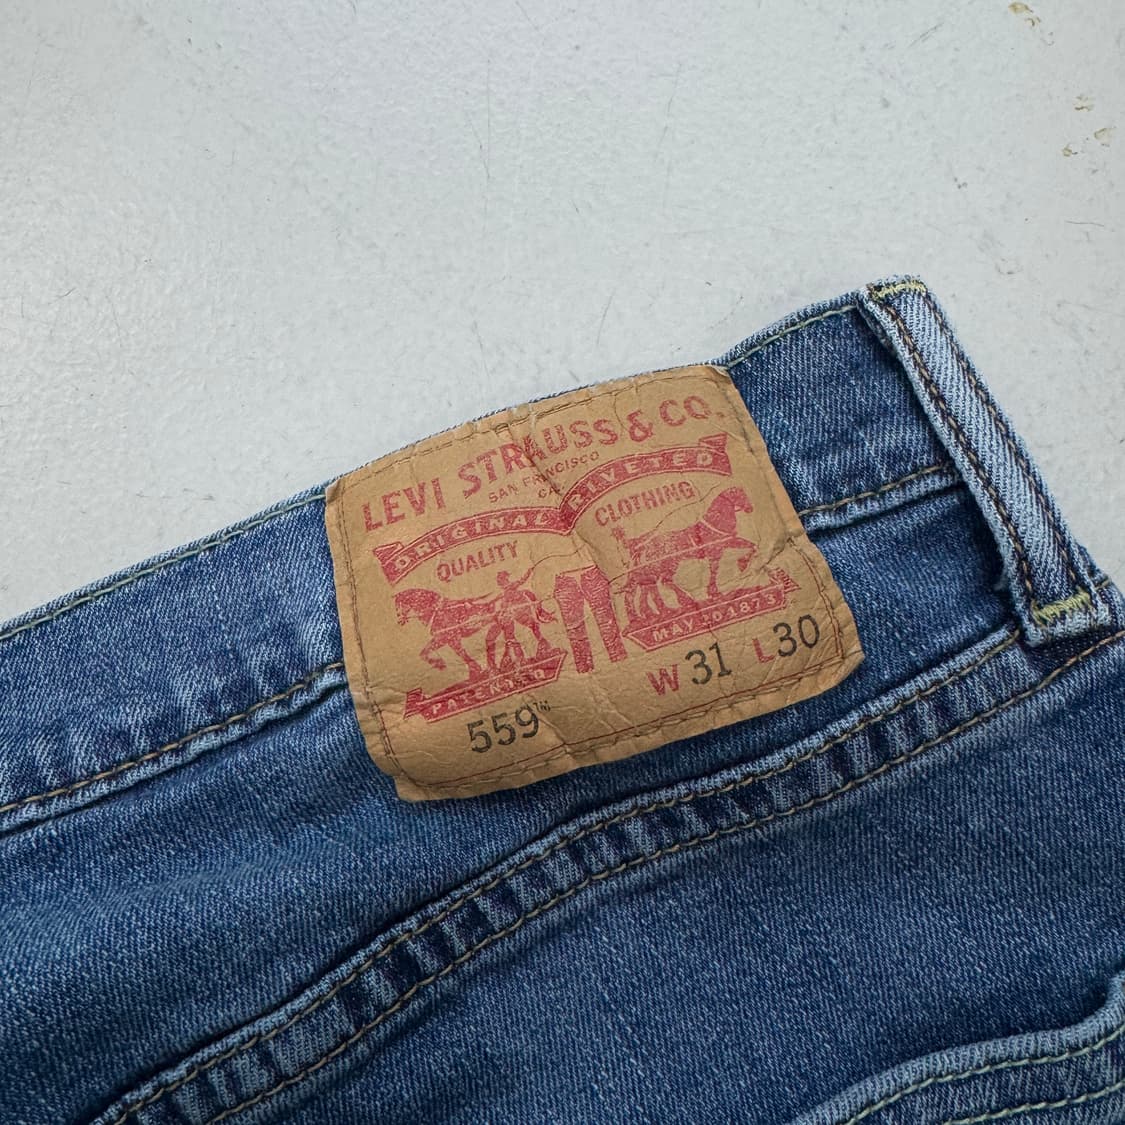 LEVI STRAUSS & CO.
SAN FRANCISCO
CAL
ORIGINAL RIVETED
QUALITY CLOTHING
PATENTED MAY 20 1873
559™ W 31 L 30